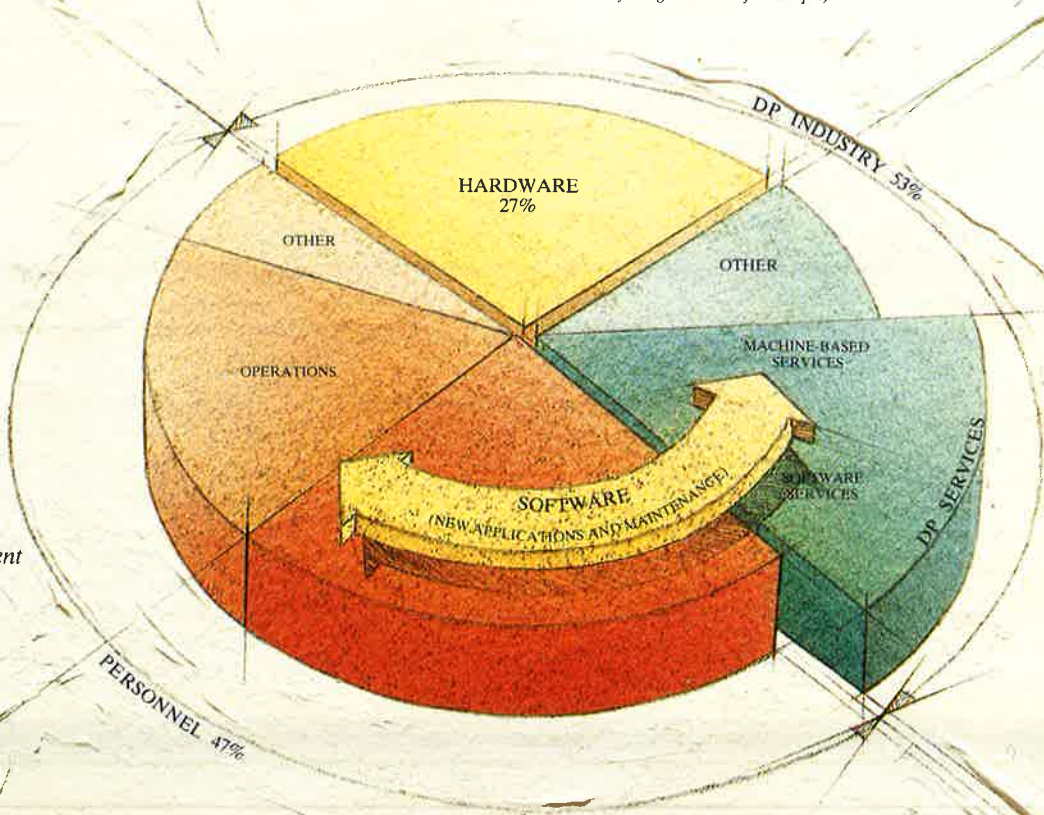 DP INDUSTRY 53%
HARDWARE
27%
OTHER
OTHER
MACHINE-BASED
SERVICES
OPERATIONS
SOFTWARE
(NEW APPLICATIONS AND MAINTENANCE)
SOFTWARE
SERVICES
DP SERVICES
ent
PERSONNEL 47%